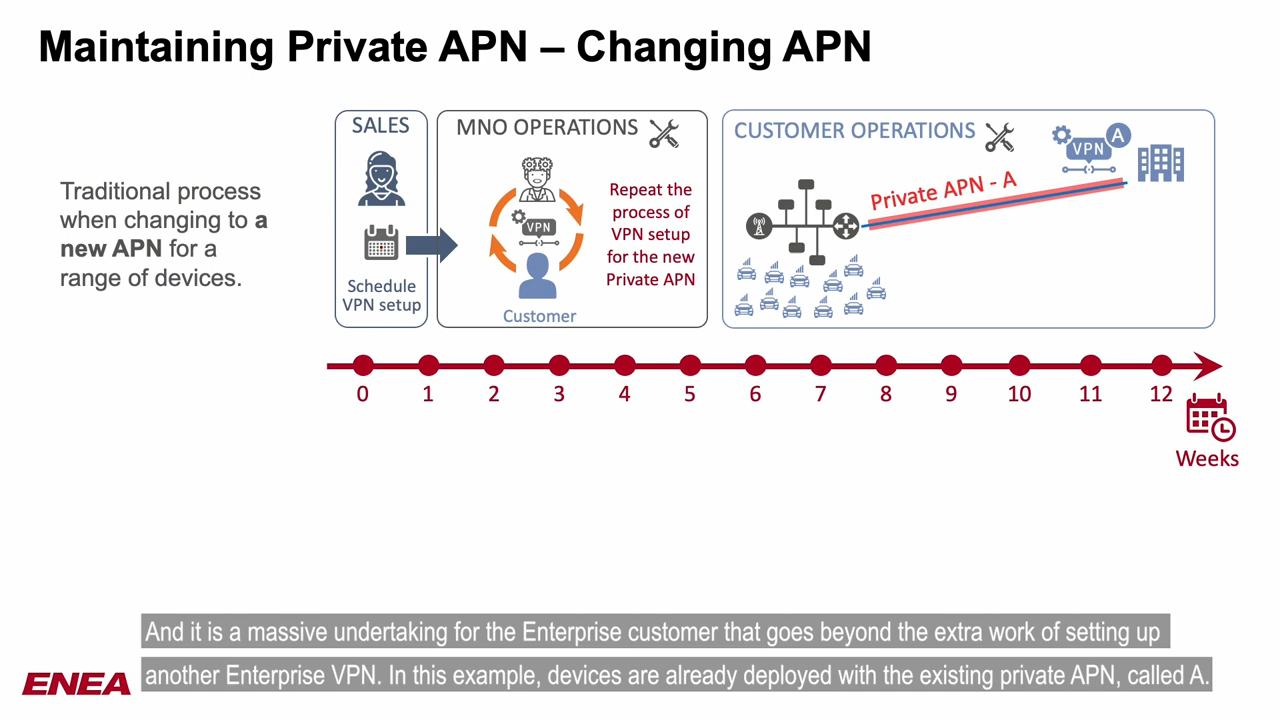 Maintaining Private APN – Changing APN
Traditional process
when changing to a
new APN for a
range of devices.
SALES
Schedule
VPN setup
MNO OPERATIONS
VPN
Customer
Repeat the
process of
VPN setup
for the new
Private APN
CUSTOMER OPERATIONS
Private APN - A
VPN
A
0 1 2 3 4 5 6 7 8 9 10 11 12
Weeks
And it is a massive undertaking for the Enterprise customer that goes beyond the extra work of setting up
another Enterprise VPN. In this example, devices are already deployed with the existing private APN, called A.
ENEA